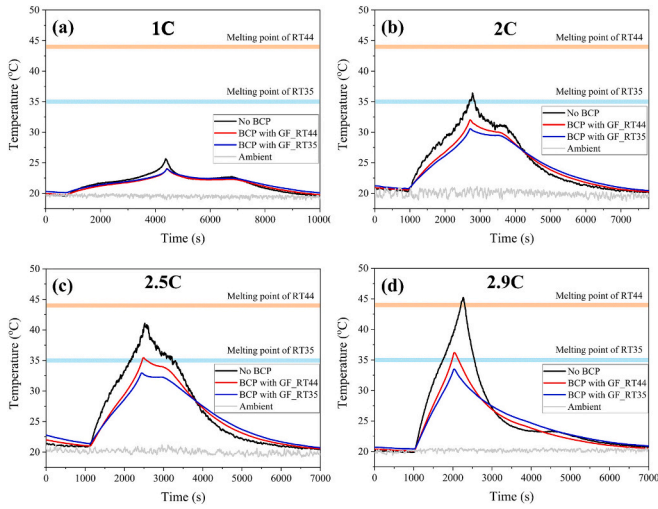 (a)
1C
Melting point of RT44
Melting point of RT35
No BCP
BCP with GF_RT44
BCP with GF_RT35
Ambient
Temperature (°C)
50
45
40
35
30
25
20
0 2000 4000 6000 8000 10000
Time (s)
(b)
2C
Melting point of RT44
Melting point of RT35
No BCP
BCP with GF_RT44
BCP with GF_RT35
Ambient
Temperature (°C)
50
45
40
35
30
25
20
0 1000 2000 3000 4000 5000 6000 7000
Time (s)
(c)
2.5C
Melting point of RT44
Melting point of RT35
No BCP
BCP with GF_RT44
BCP with GF_RT35
Ambient
Temperature (°C)
50
45
40
35
30
25
20
0 1000 2000 3000 4000 5000 6000 7000
Time (s)
(d)
2.9C
Melting point of RT44
Melting point of RT35
No BCP
BCP with GF_RT44
BCP with GF_RT35
Ambient
Temperature (°C)
50
45
40
35
30
25
20
0 1000 2000 3000 4000 5000 6000 7000
Time (s)